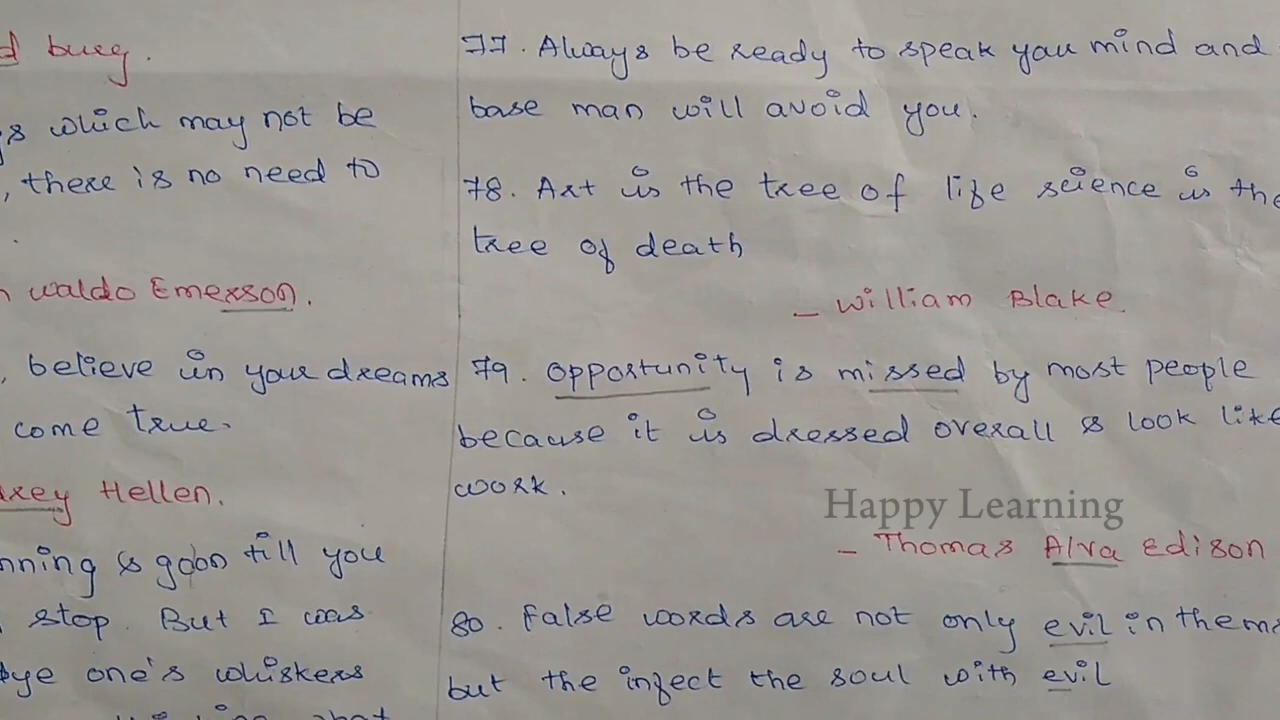 burg.
which may not be
, there is no need to
.
waldo Emerson.
, believe in your dreams
come true.
Hellen.
is good till you
stop. But I was
one's whiskers
that
77. Always be ready to speak you mind and
base man will avoid you.
78. Art is the tree of life science is the
tree of death
- William Blake
79. Opportunity is missed by most people
because it is dressed overall & look like
work.
Happy Learning
- Thomas Alva Edison
80. False words are not only evil in thems
but the infect the soul with evil